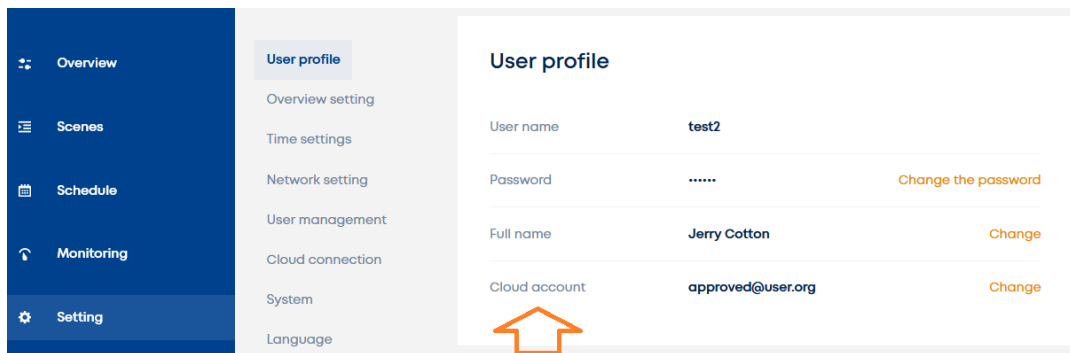 Overview
Scenes
Schedule
Monitoring
Setting
User profile
Overview setting
Time settings
Network setting
User management
Cloud connection
System
Language
User profile
User name test2
Password •••••• Change the password
Full name Jerry Cotton Change
Cloud account approved@user.org Change